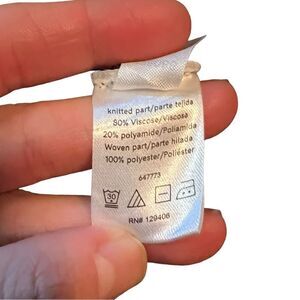 knitted part/parte tejida
80% Viscose/Viscosa
20% polyamide/Poliamida
Woven part/parte hilada
100% polyester/Poliéster
647773
30
RN# 129406